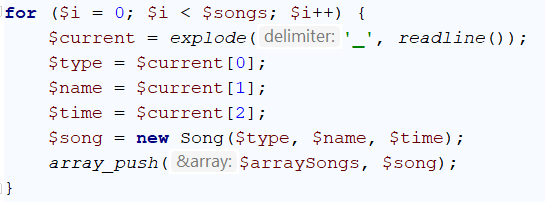 for ($i = 0; $i < $songs; $i++) {
    $current = explode( delimiter: '_', readline());
    $type = $current[0];
    $name = $current[1];
    $time = $current[2];
    $song = new Song($type, $name, $time);
    array_push( &array: $arraySongs, $song);
}